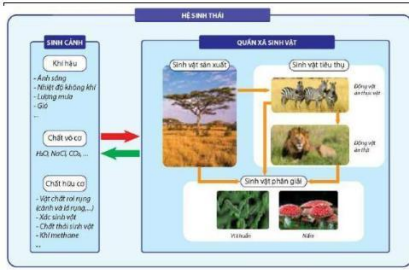 HỆ SINH THÁI
SINH CẢNH
Khí hậu
- Ánh sáng
- Nhiệt độ không khí
- Lượng mưa
- Gió
...
Chất vô cơ
H₂O, NaCl, CO₂, ...
Chất hữu cơ
- Vật chất rơi rụng
(cành và lá rụng,...)
- Xác sinh vật
- Chất thải sinh vật
- Khí methane
...
QUẦN XÃ SINH VẬT
Sinh vật sản xuất
Sinh vật tiêu thụ
Động vật
ăn thực vật
Động vật
ăn thịt
Sinh vật phân giải
Vi khuẩn
Nấm